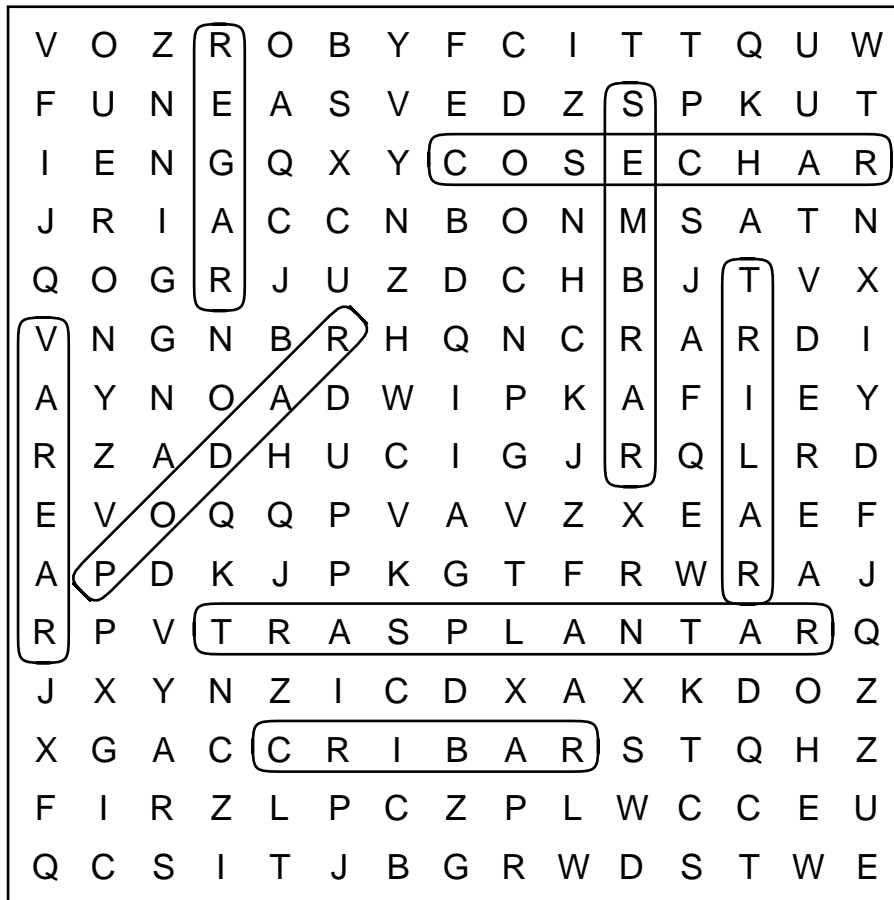 V O Z R O B Y F C I T T Q U W
F U N E A S V E D Z S P K U T
I E N G Q X Y C O S E C H A R
J R I A C C N B O N M S A T N
Q O G R J U Z D C H B J T V X
V N G N B R H Q N C R A R D I
A Y N O A D W I P K A F I E Y
R Z A D H U C I G J R Q L R D
E V O Q Q P V A V Z X E A E F
A P D K J P K G T F R W R A J
R P V T R A S P L A N T A R Q
J X Y N Z I C D X A X K D O Z
X G A C C R I B A R S T Q H Z
F I R Z L P C Z P L W C C E U
Q C S I T J B G R W D S T W E